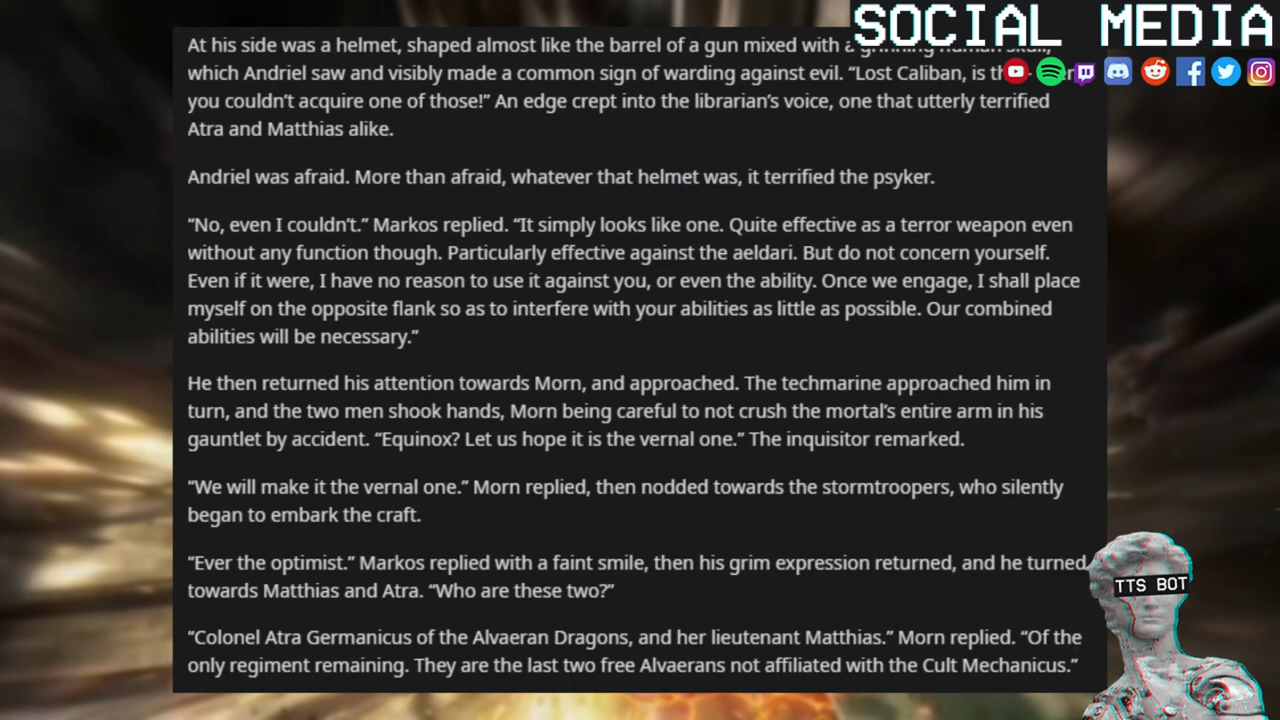 SOCIAL MEDIA
At his side was a helmet, shaped almost like the barrel of a gun mixed with a grinning human skull,
which Andriel saw and visibly made a common sign of warding against evil. “Lost Caliban, is
you couldn’t acquire one of those!” An edge crept into the librarian’s voice, one that utterly terrified
Atra and Matthias alike.
Andriel was afraid. More than afraid, whatever that helmet was, it terrified the psyker.
“No, even I couldn’t.” Markos replied. “It simply looks like one. Quite effective as a terror weapon even
without any function though. Particularly effective against the aeldari. But do not concern yourself.
Even if it were, I have no reason to use it against you, or even the ability. Once we engage, I shall place
myself on the opposite flank so as to interfere with your abilities as little as possible. Our combined
abilities will be necessary.”
He then returned his attention towards Morn, and approached. The techmarine approached him in
turn, and the two men shook hands, Morn being careful to not crush the mortal’s entire arm in his
gauntlet by accident. “Equinox? Let us hope it is the vernal one.” The inquisitor remarked.
“We will make it the vernal one.” Morn replied, then nodded towards the stormtroopers, who silently
began to embark the craft.
“Ever the optimist.” Markos replied with a faint smile, then his grim expression returned, and he turned
towards Matthias and Atra. “Who are these two?”
“Colonel Atra Germanicus of the Alvaeran Dragons, and her lieutenant Matthias.” Morn replied. “Of the
only regiment remaining. They are the last two free Alvaerans not affiliated with the Cult Mechanicus.”
TTS BOT